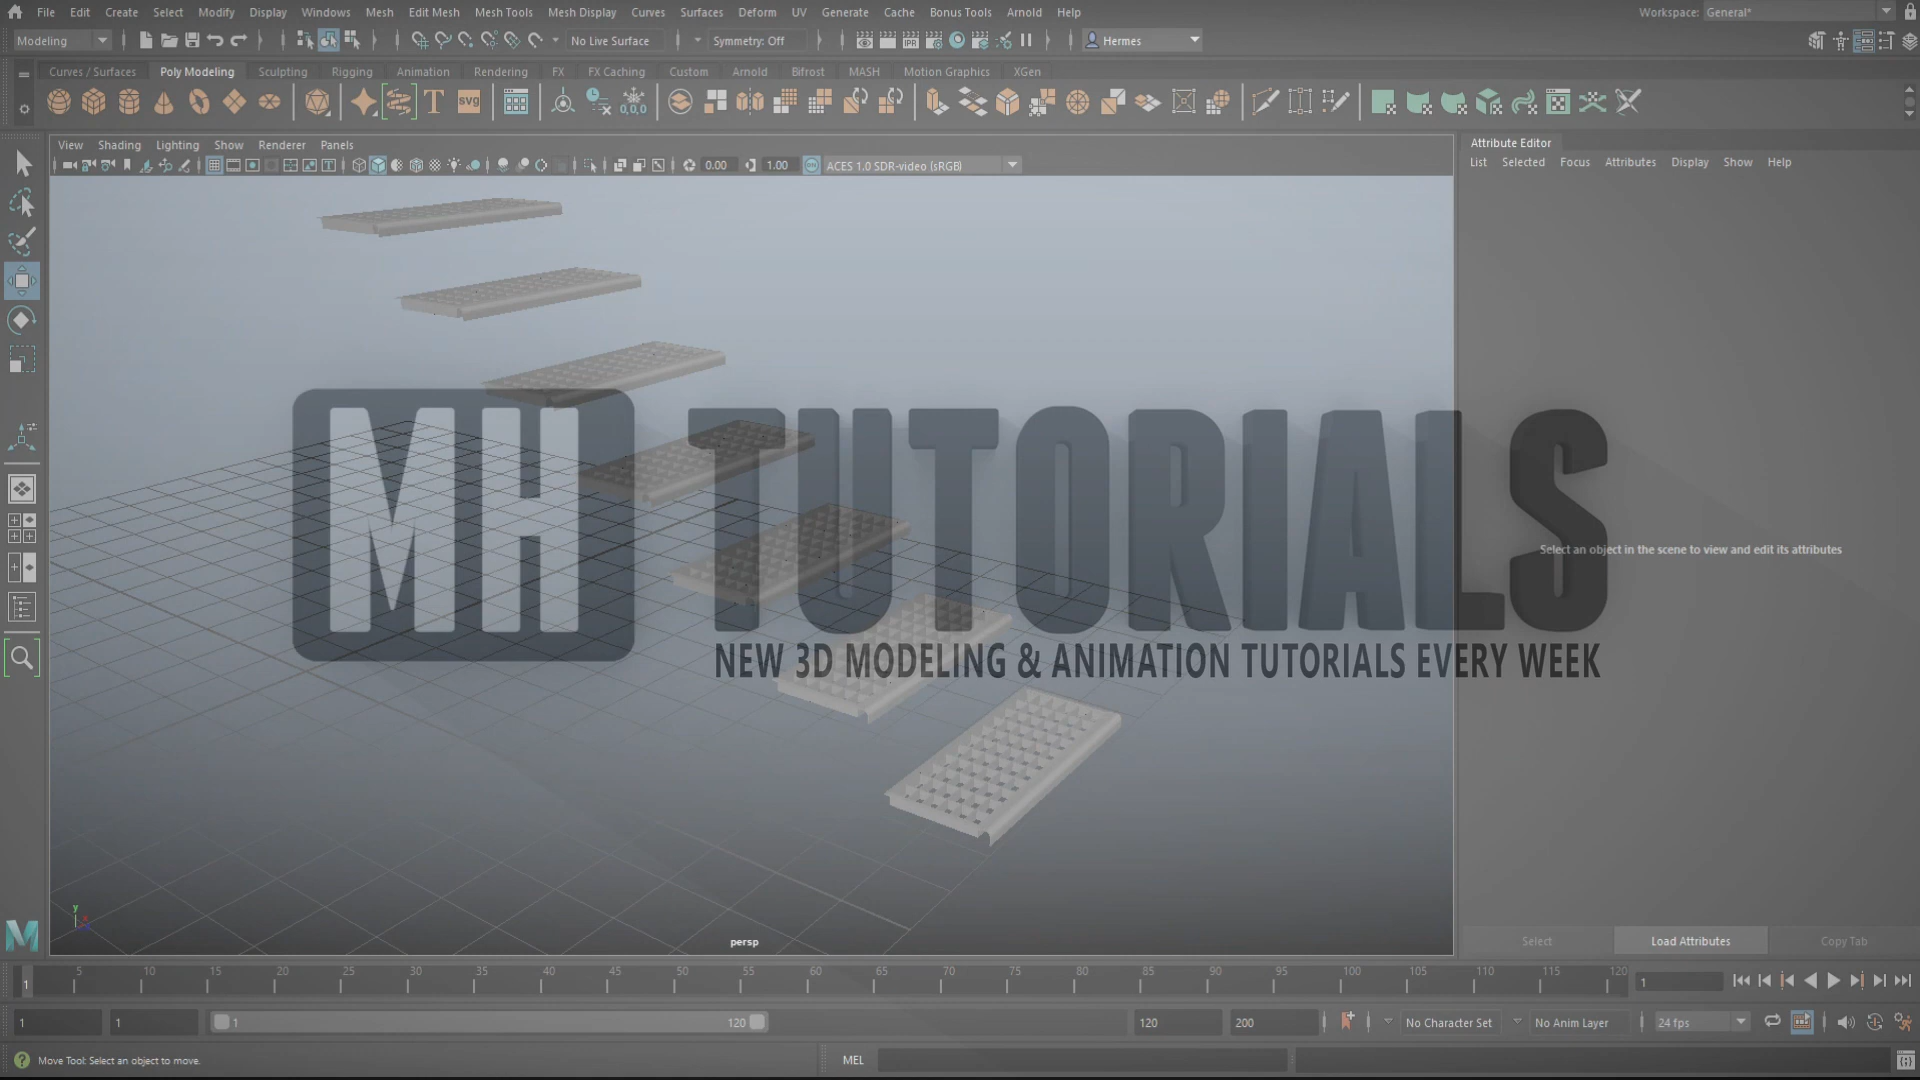 File Edit Create Select Modify Display Windows Mesh Edit Mesh Mesh Tools Mesh Display Curves Surfaces Deform UV Generate Cache Bonus Tools Arnold Help Workspace: General*
Modeling No Live Surface Symmetry: Off Hermes
Curves / Surfaces Poly Modeling Sculpting Rigging Animation Rendering FX FX Caching Custom Arnold Bifrost MASH Motion Graphics XGen
T SVG 0,0,0
View Shading Lighting Show Renderer Panels
0.00 1.00 ACES 1.0 SDR-video (sRGB)
Attribute Editor
List Selected Focus Attributes Display Show Help
MH TUTORIALS
NEW 3D MODELING & ANIMATION TUTORIALS EVERY WEEK
Select an object in the scene to view and edit its attributes
y
persp
M
Select Load Attributes Copy Tab
1 5 10 15 20 25 30 35 40 45 50 55 60 65 70 75 80 85 90 95 100 105 110 115 120 1
1 1 1 120 120 200 No Character Set No Anim Layer 24 fps
Move Tool: Select an object to move. MEL